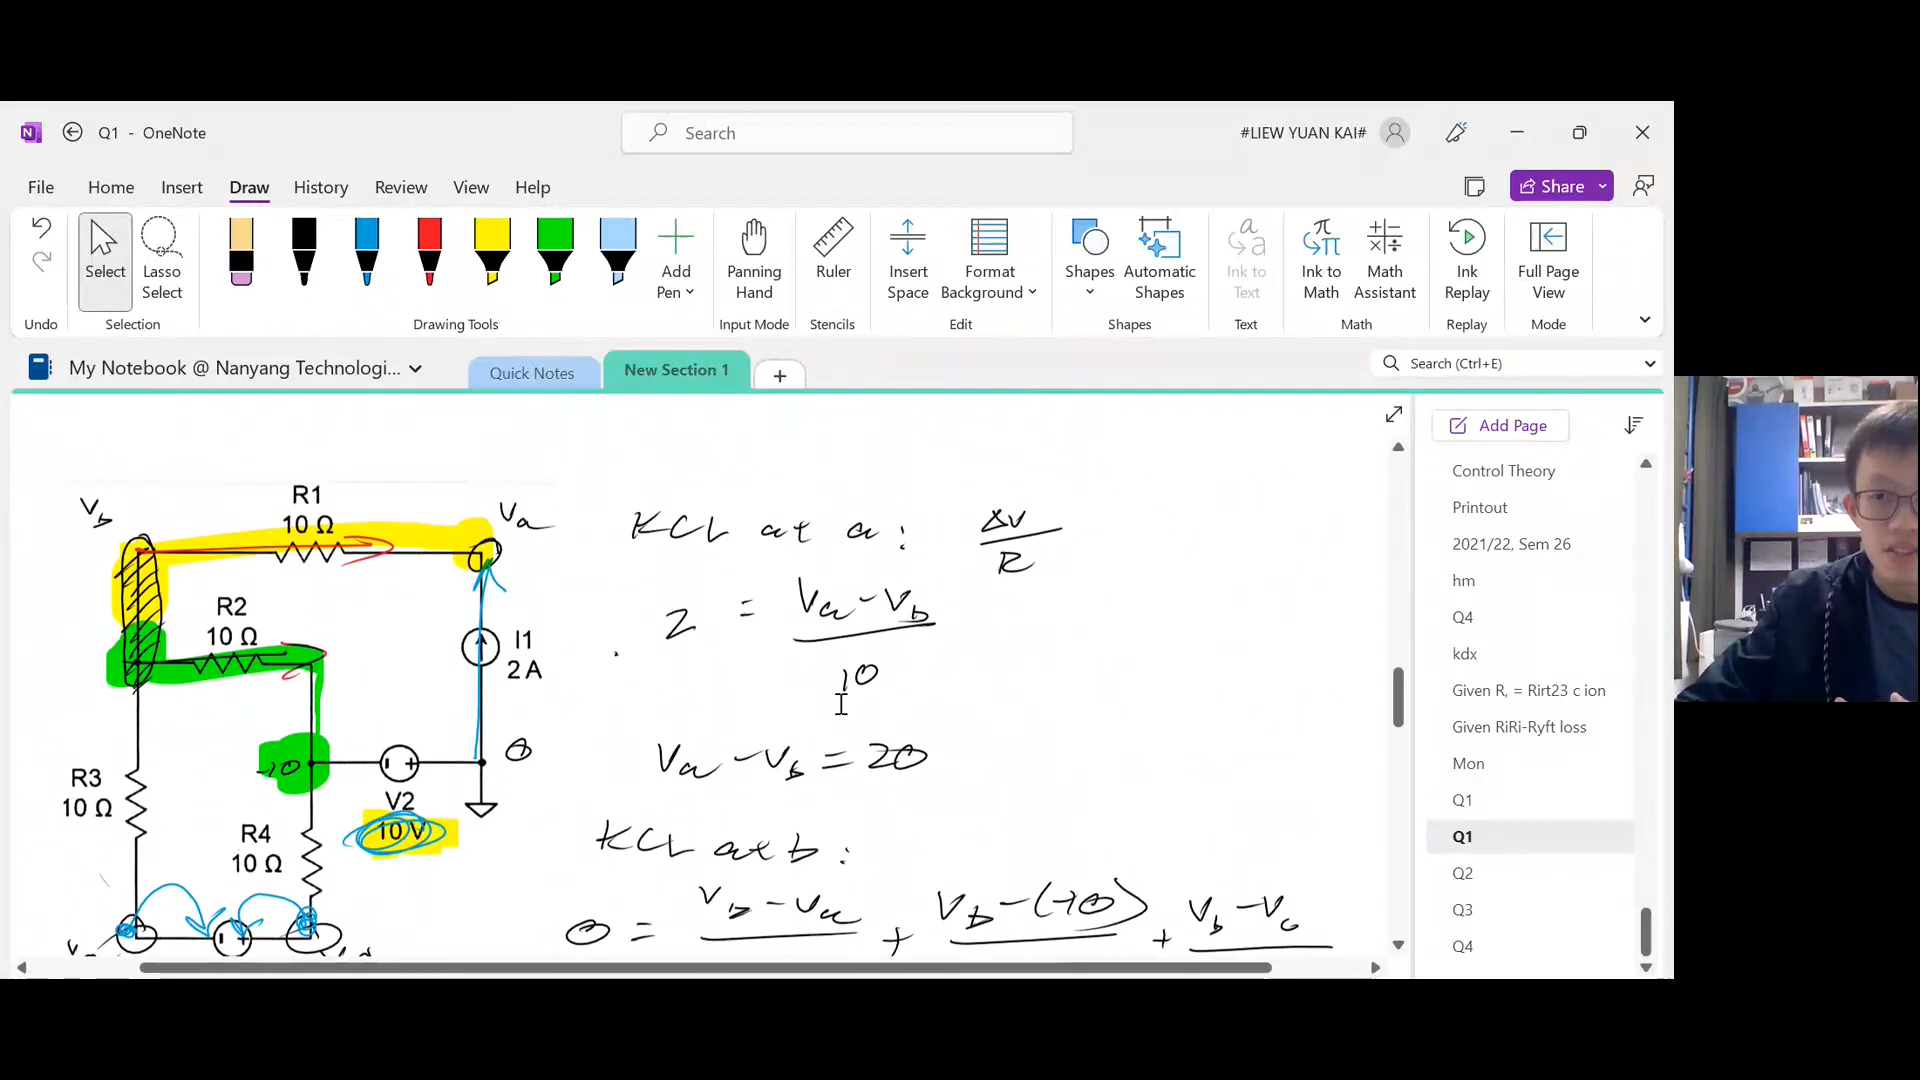 Q1 - OneNote
Search
#LIEW YUAN KAI#
File Home Insert Draw History Review View Help
Share
Select
Lasso Select
Add Pen
Panning Hand
Ruler
Insert Space
Format Background
Shapes
Automatic Shapes
Ink to Text
Ink to Math
Math Assistant
Ink Replay
Full Page View
Undo
Selection
Drawing Tools
Input Mode
Stencils
Edit
Shapes
Text
Math
Replay
Mode
My Notebook @ Nanyang Technologi...
Quick Notes
New Section 1
Search (Ctrl+E)
Add Page
Control Theory
Printout
2021/22, Sem 26
hm
Q4
kdx
Given R, = Rirt23 c ion
Given RiRi-Ryft loss
Mon
Q1
Q1
Q2
Q3
Q4
Vb
R1
10 Ω
Va
R2
10 Ω
I1
2 A
0
-10
V2
10 V
R3
10 Ω
R4
10 Ω
KCL at a: ΔV/R
2 = Va - Vb / 10
Va - Vb = 20
KCL at b:
0 = Vb - Va + Vb - (-10) + Vb - Vc